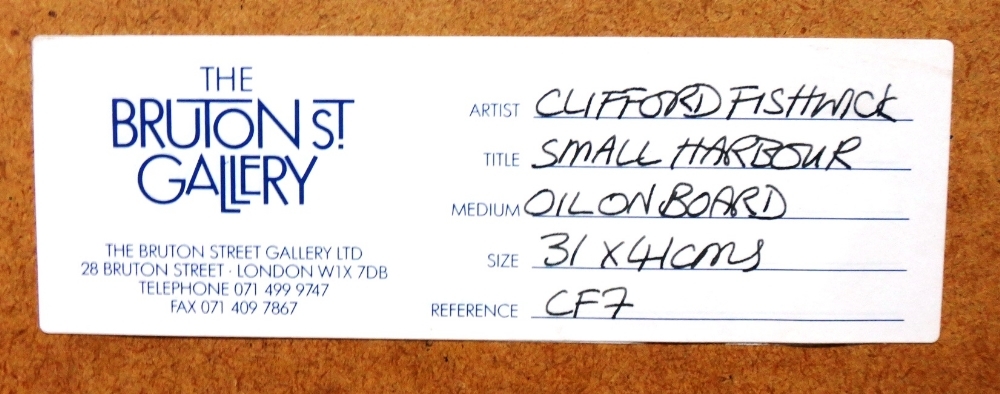 THE
BRUTON ST.
GALLERY
THE BRUTON STREET GALLERY LTD
28 BRUTON STREET · LONDON W1X 7DB
TELEPHONE 071 499 9747
FAX 071 409 7867
ARTIST CLIFFORD FISHWICK
TITLE SMALL HARBOUR
MEDIUM OIL ON BOARD
SIZE 31 x 41 cms
REFERENCE CF7